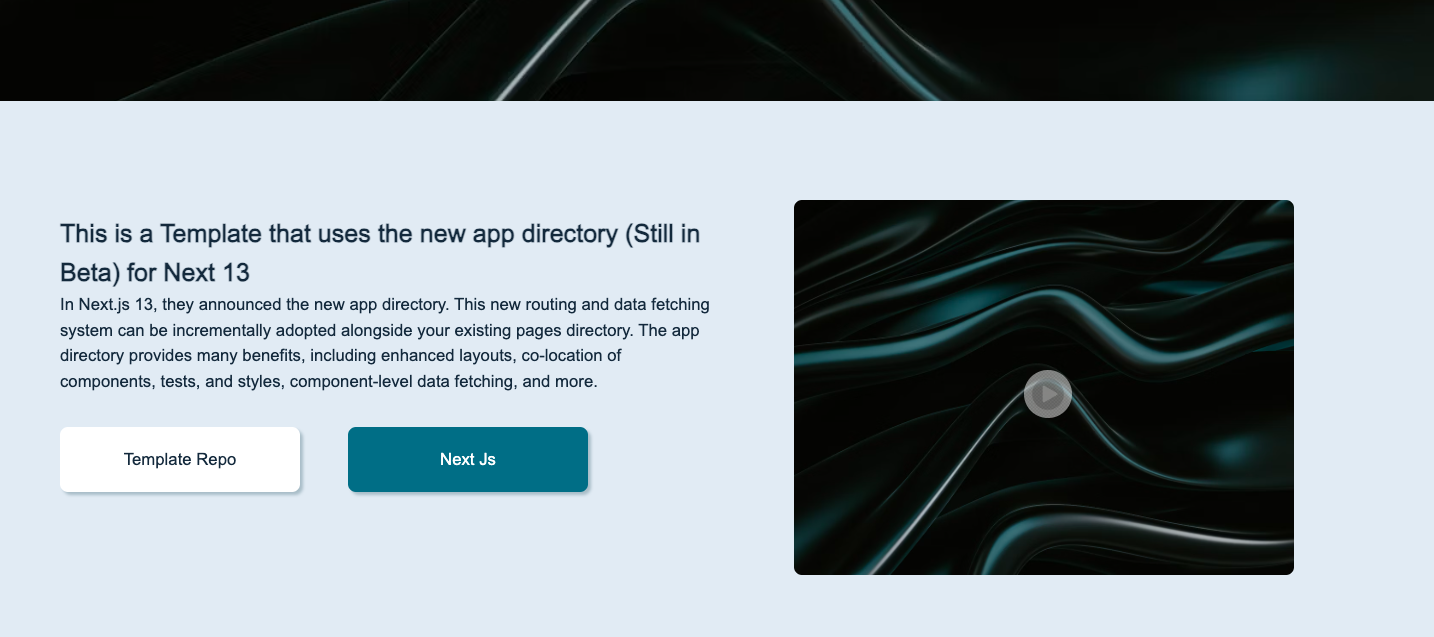 This is a Template that uses the new app directory (Still in
Beta) for Next 13
In Next.js 13, they announced the new app directory. This new routing and data fetching
system can be incrementally adopted alongside your existing pages directory. The app
directory provides many benefits, including enhanced layouts, co-location of
components, tests, and styles, component-level data fetching, and more.
Template Repo
Next Js